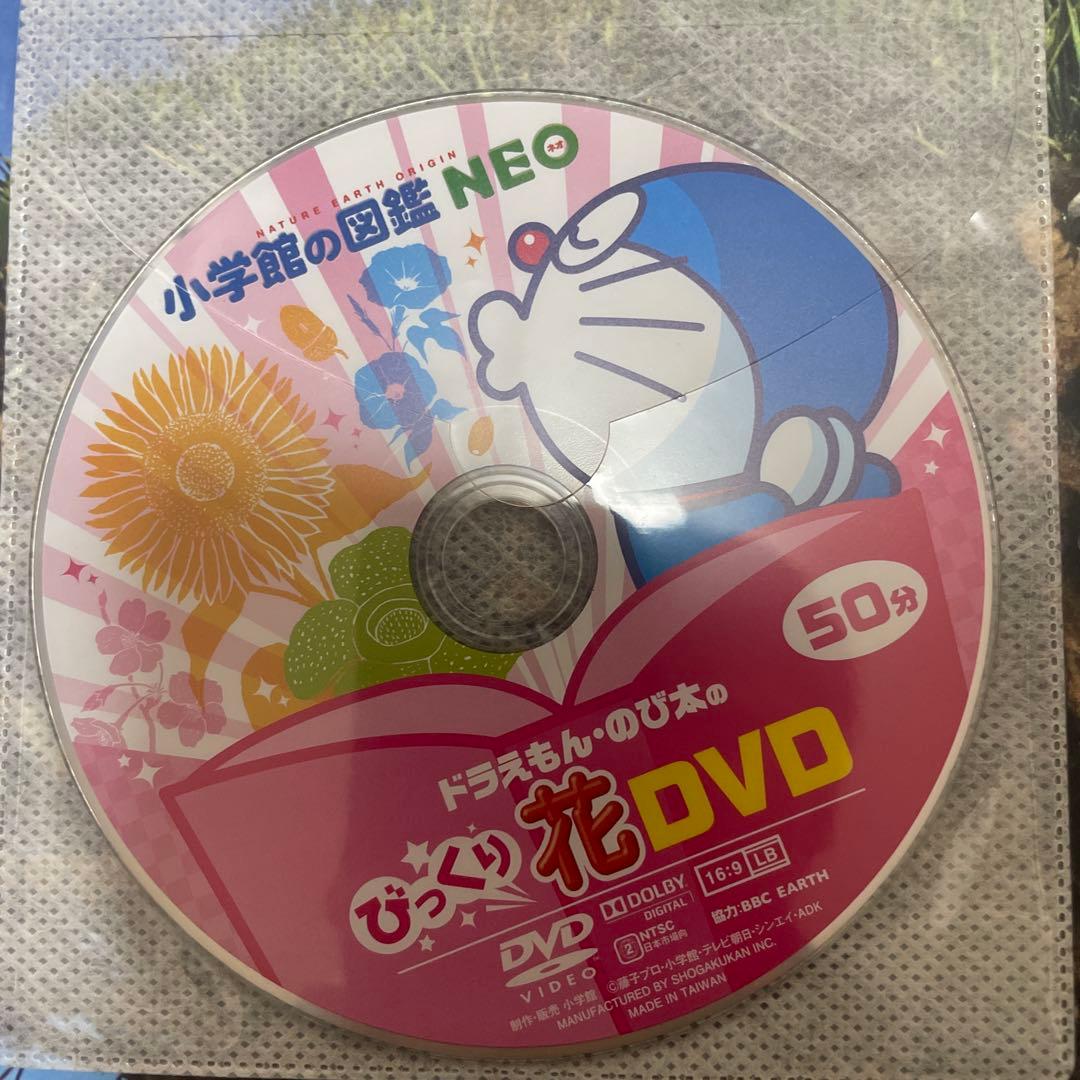 NATURE EARTH ORIGIN
小学館の図鑑 NEO
ネオ
50分
ドラえもん・のび太の
びっくり花DVD
DVD
VIDEO
DOLBY
DIGITAL
16:9 LB
2 NTSC
日本市場向
協力:BBC EARTH
©藤子プロ・小学館・テレビ朝日・シンエイ・ADK
制作・販売 小学館
MANUFACTURED BY SHOGAKUKAN INC.
MADE IN TAIWAN